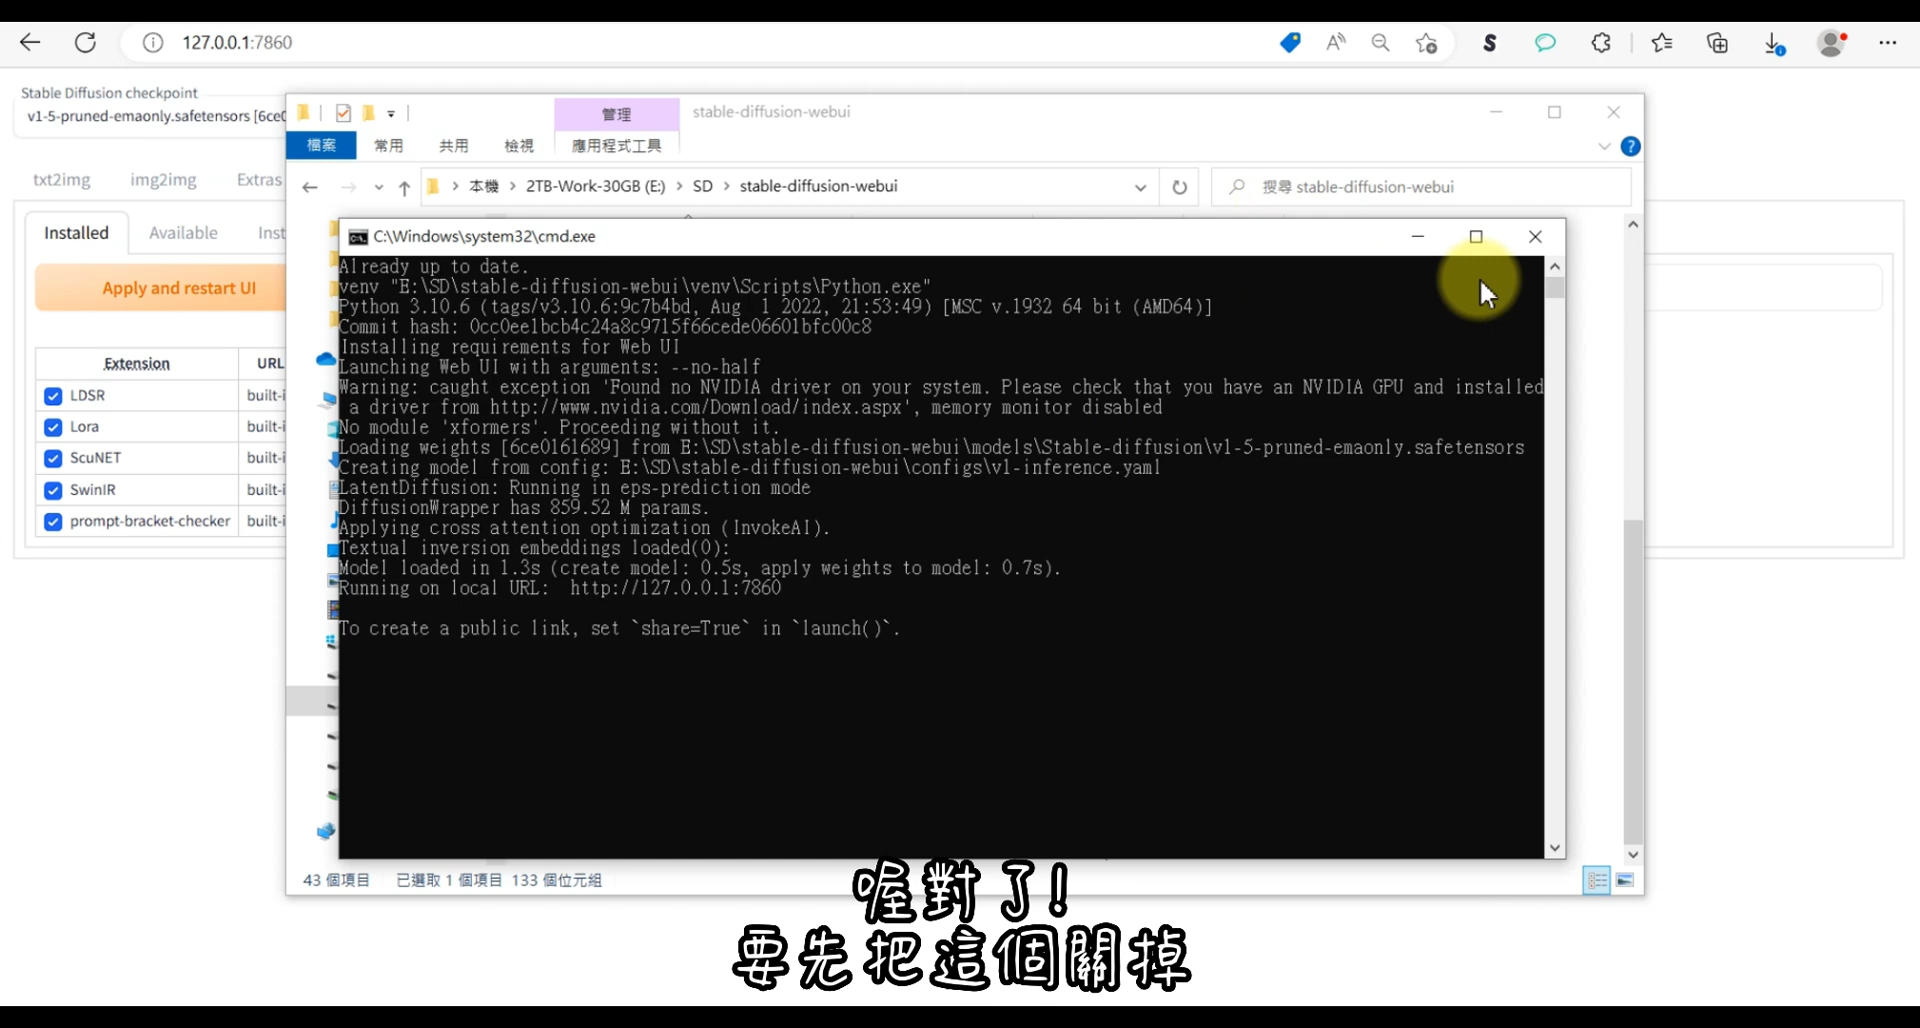 127.0.0.1:7860
Stable Diffusion checkpoint
v1-5-pruned-emaonly.safetensors [6ce0
管理
stable-diffusion-webui
檔案
常用
共用
檢視
應用程式工具
txt2img
img2img
Extras
本機
2TB-Work-30GB (E:)
SD
stable-diffusion-webui
搜尋 stable-diffusion-webui
Installed
Available
Inst
Apply and restart UI
Extension
URL
LDSR
built-i
Lora
built-i
ScuNET
built-i
SwinIR
built-i
prompt-bracket-checker
built-i
C:\Windows\system32\cmd.exe
Already up to date.
venv "E:\SD\stable-diffusion-webui\venv\Scripts\Python.exe"
Python 3.10.6 (tags/v3.10.6:9c7b4bd, Aug  1 2022, 21:53:49) [MSC v.1932 64 bit (AMD64)]
Commit hash: 0cc0ee1bcb4c24a8c9715f66cede06601bfc00c8
Installing requirements for Web UI
Launching Web UI with arguments: --no-half
Warning: caught exception 'Found no NVIDIA driver on your system. Please check that you have an NVIDIA GPU and installed
a driver from http://www.nvidia.com/Download/index.aspx', memory monitor disabled
No module 'xformers'. Proceeding without it.
Loading weights [6ce0161689] from E:\SD\stable-diffusion-webui\models\Stable-diffusion\v1-5-pruned-emaonly.safetensors
Creating model from config: E:\SD\stable-diffusion-webui\configs\v1-inference.yaml
LatentDiffusion: Running in eps-prediction mode
DiffusionWrapper has 859.52 M params.
Applying cross attention optimization (InvokeAI).
Textual inversion embeddings loaded(0):
Model loaded in 1.3s (create model: 0.5s, apply weights to model: 0.7s).
Running on local URL:  http://127.0.0.1:7860
To create a public link, set `share=True` in `launch()`.
43 個項目
已選取 1 個項目 133 個位元組
喔對了!
要先把這個關掉